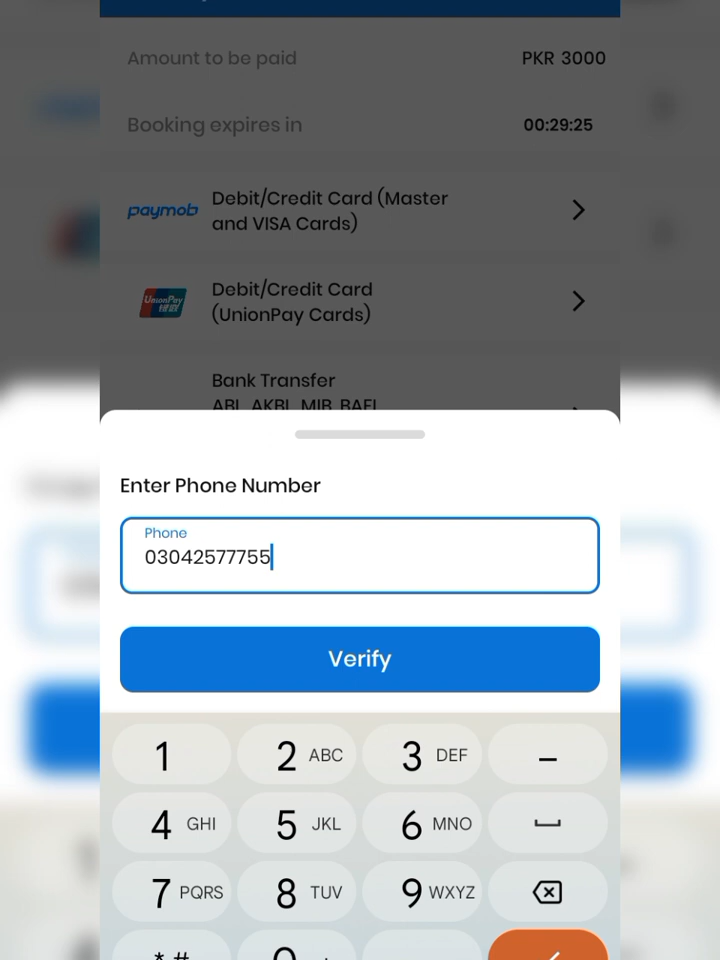 Amount to be paid PKR 3000
Booking expires in 00:29:25
paymob Debit/Credit Card (Master
and VISA Cards)
UnionPay Debit/Credit Card
银联 (UnionPay Cards)
Bank Transfer
ABL, AKBL, MIB, BAFL
Enter Phone Number
Phone
03042577755
Verify
1 2 ABC 3 DEF –
4 GHI 5 JKL 6 MNO
7 PQRS 8 TUV 9 WXYZ
* # 0 +